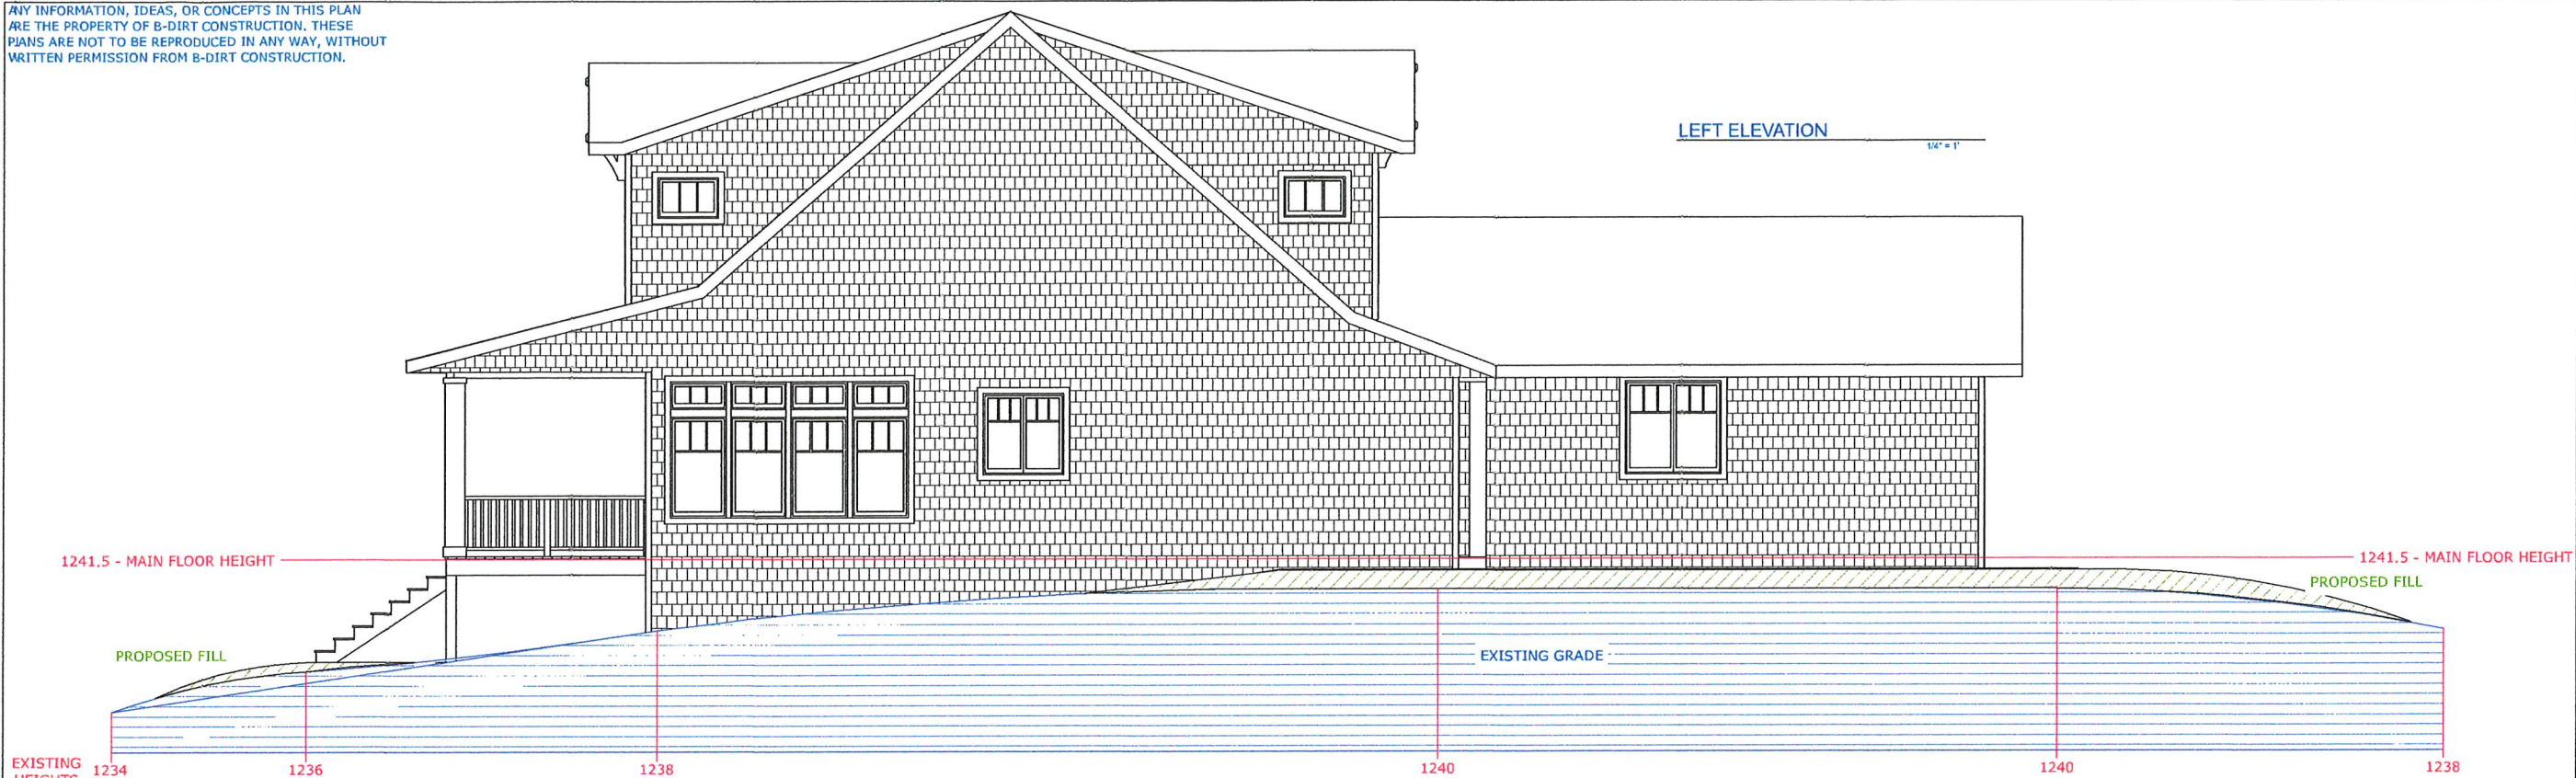 ANY INFORMATION, IDEAS, OR CONCEPTS IN THIS PLAN
ARE THE PROPERTY OF B-DIRT CONSTRUCTION. THESE
PLANS ARE NOT TO BE REPRODUCED IN ANY WAY, WITHOUT
WRITTEN PERMISSION FROM B-DIRT CONSTRUCTION.
LEFT ELEVATION
1/4" = 1'
1241.5 - MAIN FLOOR HEIGHT
1241.5 - MAIN FLOOR HEIGHT
PROPOSED FILL
PROPOSED FILL
EXISTING GRADE
EXISTING
HEIGHTS
1234
1236
1238
1240
1240
1238